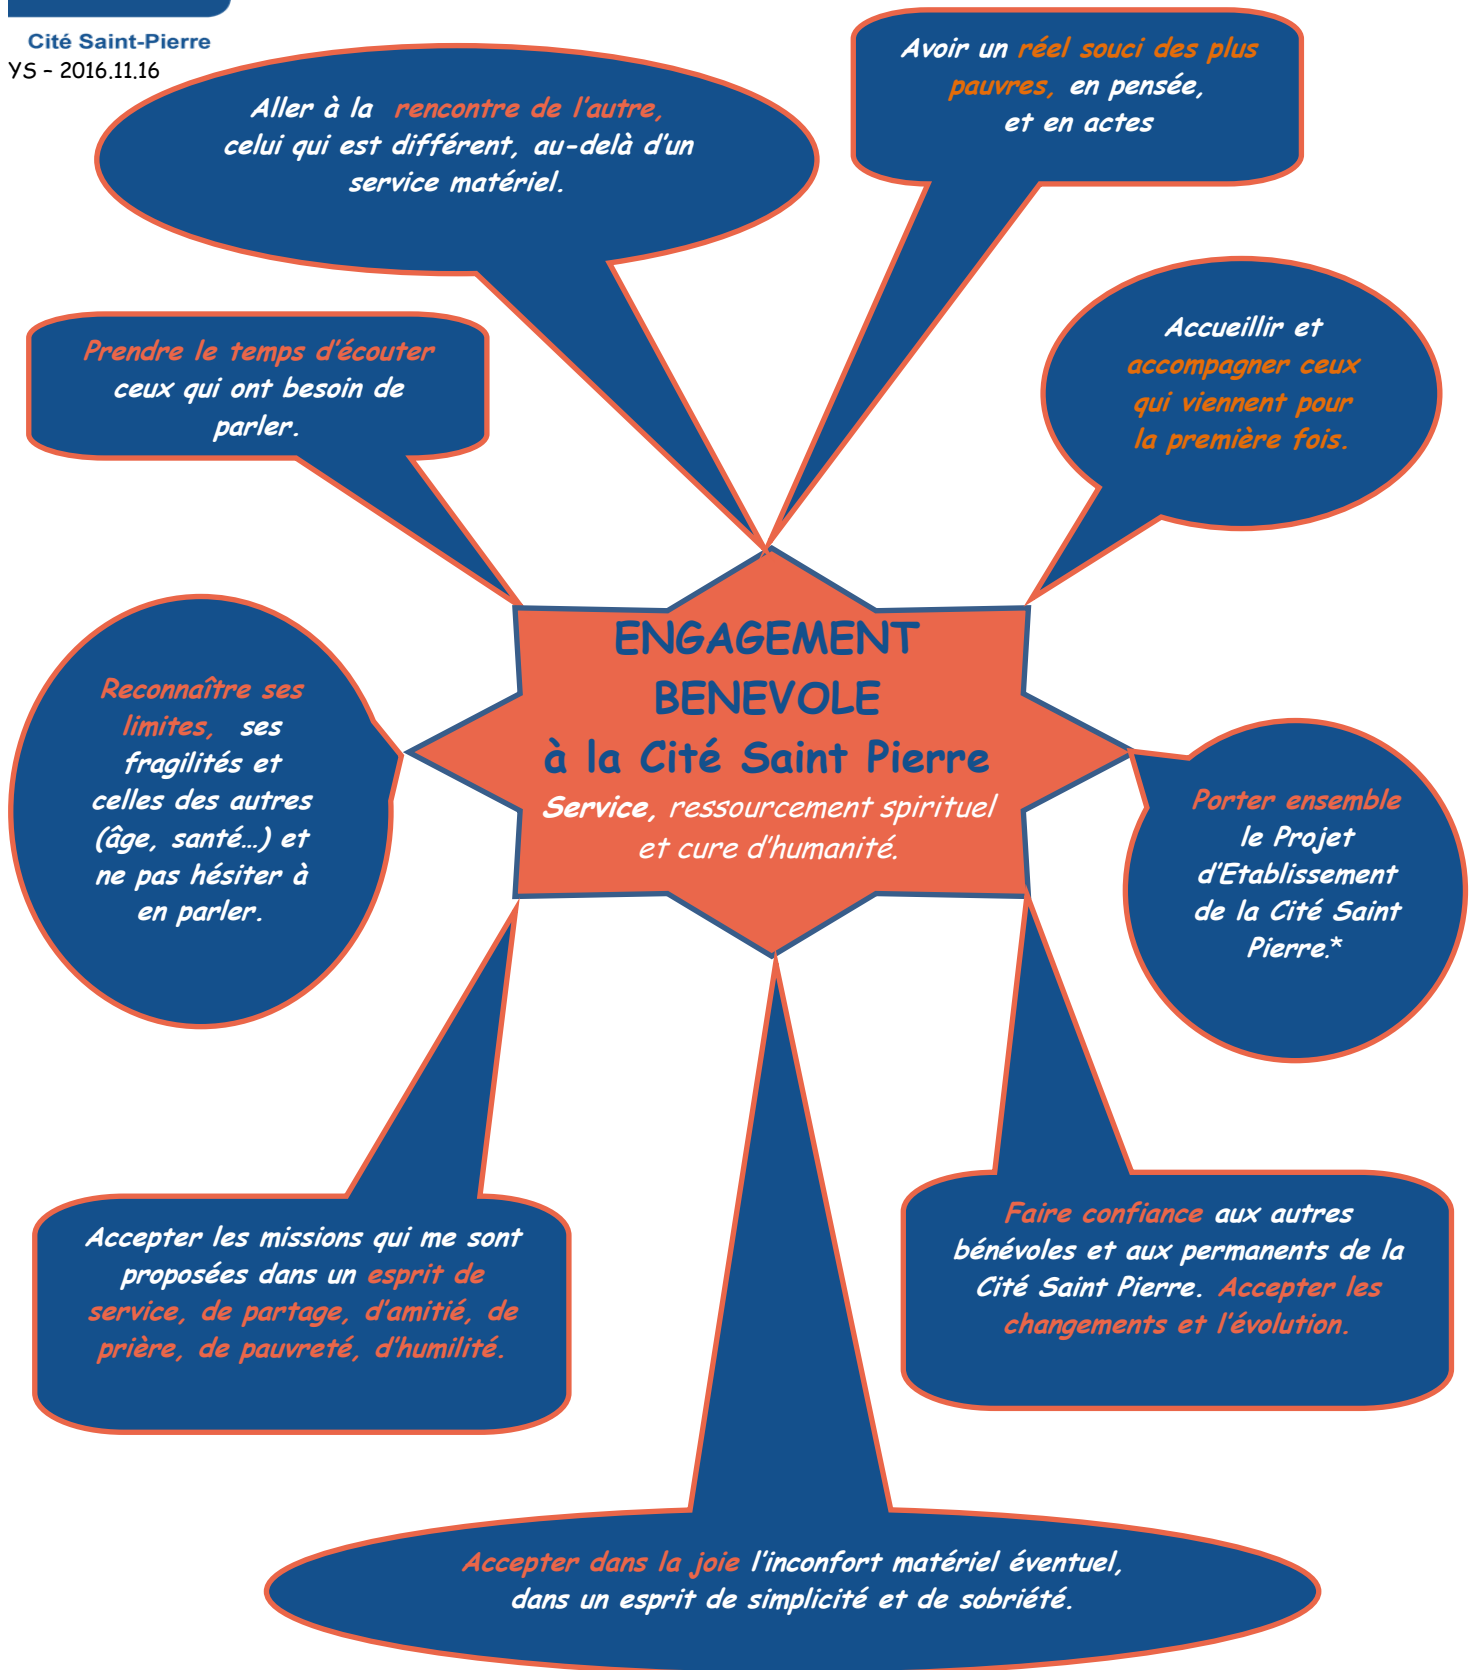 Cité Saint-Pierre
YS – 2016.11.16
Aller à la rencontre de l'autre,
celui qui est différent, au-delà d'un
service matériel.
Avoir un réel souci des plus
pauvres, en pensée,
et en actes
Prendre le temps d'écouter
ceux qui ont besoin de
parler.
Accueillir et
accompagner ceux
qui viennent pour
la première fois.
ENGAGEMENT
BENEVOLE
à la Cité Saint Pierre
Service, ressourcement spirituel
et cure d'humanité.
Reconnaître ses
limites, ses
fragilités et
celles des autres
(âge, santé…) et
ne pas hésiter à
en parler.
Porter ensemble
le Projet
d'Etablissement
de la Cité Saint
Pierre.*
Accepter les missions qui me sont
proposées dans un esprit de
service, de partage, d'amitié, de
prière, de pauvreté, d'humilité.
Faire confiance aux autres
bénévoles et aux permanents de la
Cité Saint Pierre. Accepter les
changements et l'évolution.
Accepter dans la joie l'inconfort matériel éventuel,
dans un esprit de simplicité et de sobriété.